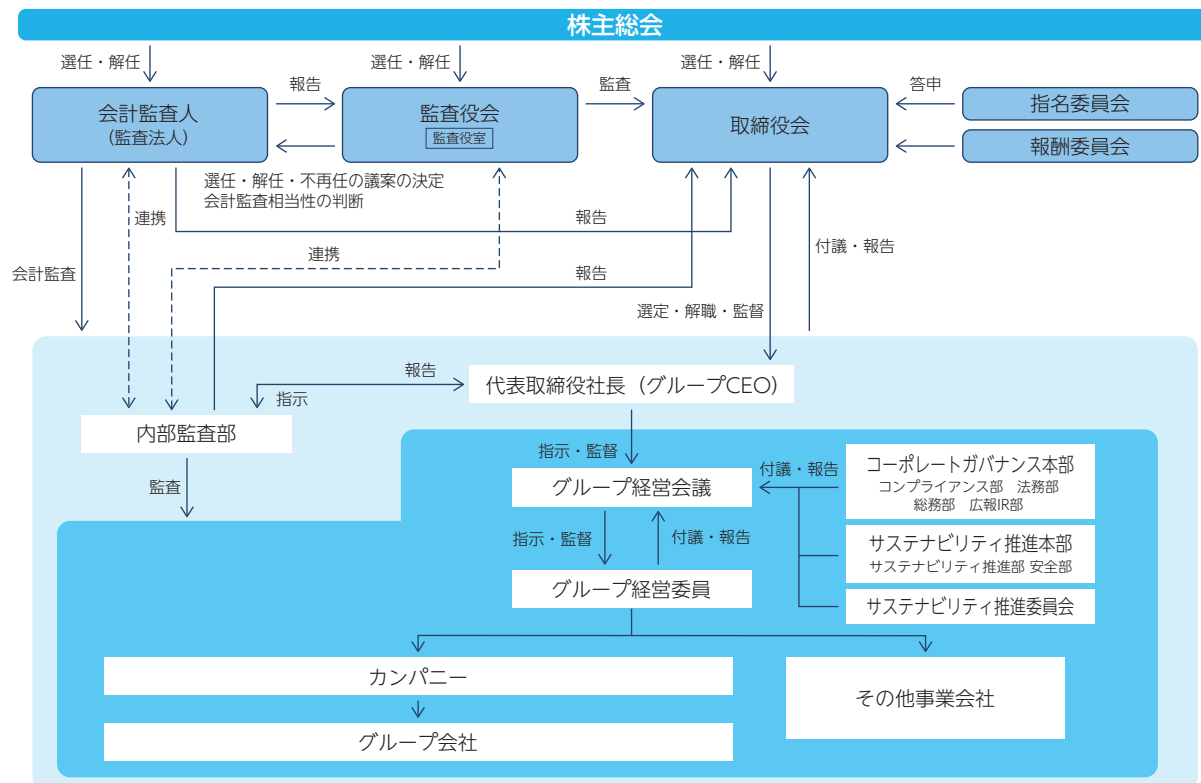 株主総会
選任・解任
選任・解任
選任・解任
会計監査人
(監査法人)
報告
監査役会
監査役室
監査
取締役会
答申
指名委員会
報酬委員会
選任・解任・不再任の議案の決定
会計監査相当性の判断
連携
報告
連携
報告
会計監査
付議・報告
選定・解職・監督
報告
指示
代表取締役社長（グループCEO）
内部監査部
監査
指示・監督
グループ経営会議
付議・報告
コーポレートガバナンス本部
コンプライアンス部　法務部
総務部　広報IR部
指示・監督
付議・報告
サステナビリティ推進本部
サステナビリティ推進部 安全部
グループ経営委員
サステナビリティ推進委員会
カンパニー
その他事業会社
グループ会社